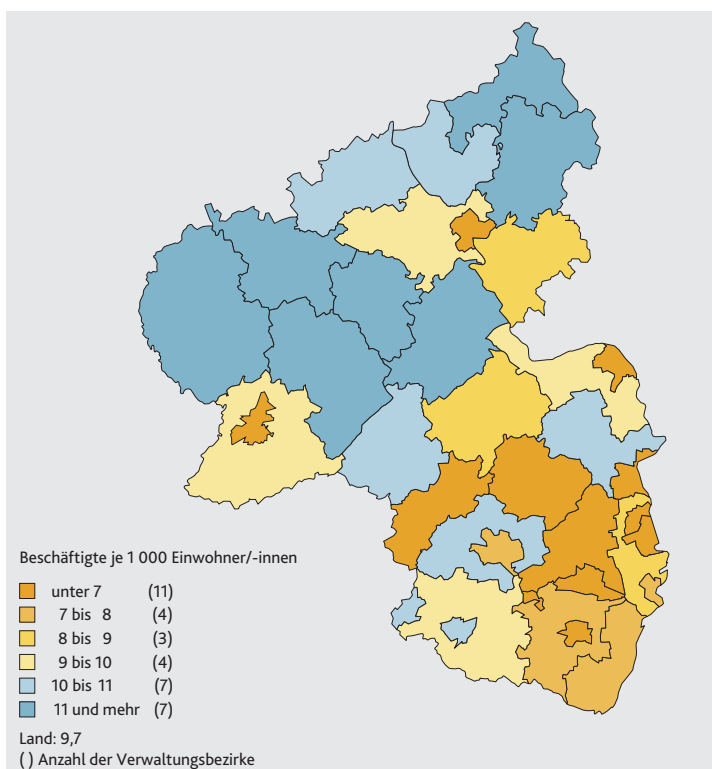 Beschäftigte je 1 000 Einwohner/-innen
unter 7 (11)
7 bis 8 (4)
8 bis 9 (3)
9 bis 10 (4)
10 bis 11 (7)
11 und mehr (7)
Land: 9,7
( ) Anzahl der Verwaltungsbezirke